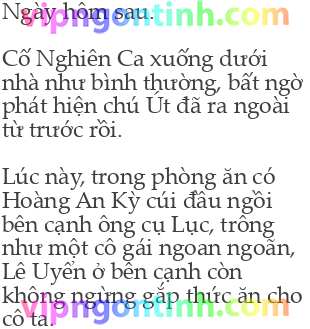 Ngày hôm sau.
vipngontinh.com
Cố Nghiên Ca xuống dưới
nhà như bình thường, bất ngờ
phát hiện chú Út đã ra ngoài
từ trước rồi.
Lúc này, trong phòng ăn có
Hoàng An Kỳ cúi đầu ngồi
bên cạnh ông cụ Lục, trông
như một cô gái ngoan ngoãn,
Lê Uyển ở bên cạnh còn
không ngừng gắp thức ăn cho
vipngontinh.com
cô ta.